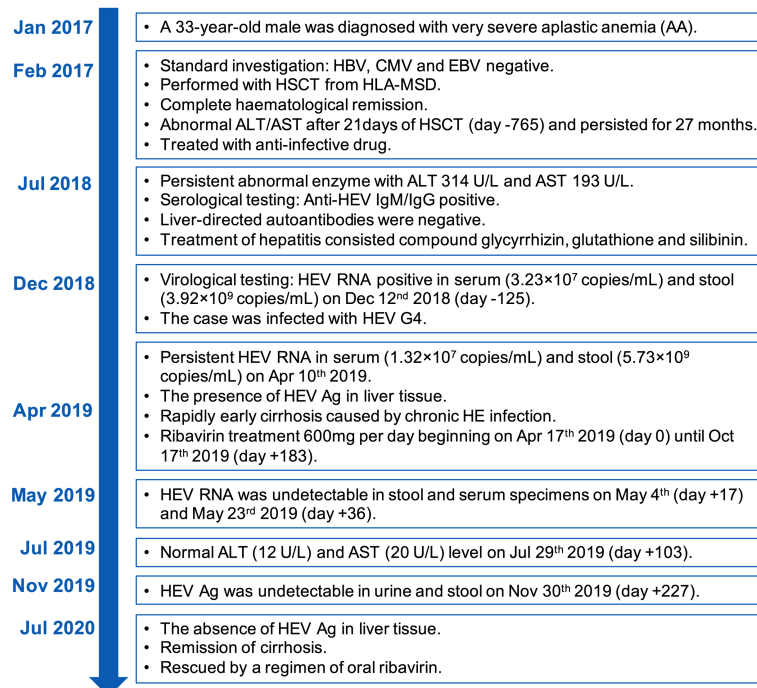 Jan 2017
• A 33-year-old male was diagnosed with very severe aplastic anemia (AA).
Feb 2017
• Standard investigation: HBV, CMV and EBV negative.
• Performed with HSCT from HLA-MSD.
• Complete haematological remission.
• Abnormal ALT/AST after 21days of HSCT (day -765) and persisted for 27 months.
• Treated with anti-infective drug.
Jul 2018
• Persistent abnormal enzyme with ALT 314 U/L and AST 193 U/L.
• Serological testing: Anti-HEV IgM/IgG positive.
• Liver-directed autoantibodies were negative.
• Treatment of hepatitis consisted compound glycyrrhizin, glutathione and silibinin.
Dec 2018
• Virological testing: HEV RNA positive in serum (3.23×10⁷ copies/mL) and stool
(3.92×10⁹ copies/mL) on Dec 12ⁿᵈ 2018 (day -125).
• The case was infected with HEV G4.
Apr 2019
• Persistent HEV RNA in serum (1.32×10⁷ copies/mL) and stool (5.73×10⁹
copies/mL) on Apr 10ᵗʰ 2019.
• The presence of HEV Ag in liver tissue.
• Rapidly early cirrhosis caused by chronic HE infection.
• Ribavirin treatment 600mg per day beginning on Apr 17ᵗʰ 2019 (day 0) until Oct
17ᵗʰ 2019 (day +183).
May 2019
• HEV RNA was undetectable in stool and serum specimens on May 4ᵗʰ (day +17)
and May 23ʳᵈ 2019 (day +36).
Jul 2019
• Normal ALT (12 U/L) and AST (20 U/L) level on Jul 29ᵗʰ 2019 (day +103).
Nov 2019
• HEV Ag was undetectable in urine and stool on Nov 30ᵗʰ 2019 (day +227).
Jul 2020
• The absence of HEV Ag in liver tissue.
• Remission of cirrhosis.
• Rescued by a regimen of oral ribavirin.